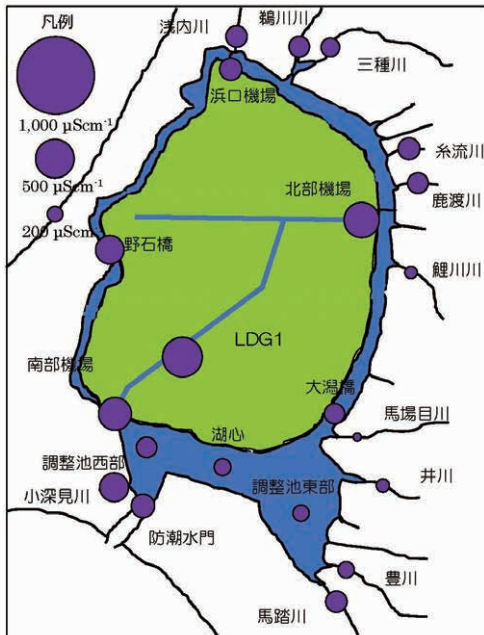 凡例
1,000 µScm⁻¹
500 µScm⁻¹
200 µScm⁻¹
浅内川
鵜川川
三種川
浜口機場
糸流川
北部機場
鹿渡川
野石橋
鯉川川
LDG1
南部機場
大潟橋
馬場目川
湖心
調整池西部
調整池東部
井川
小深見川
防潮水門
豊川
馬踏川